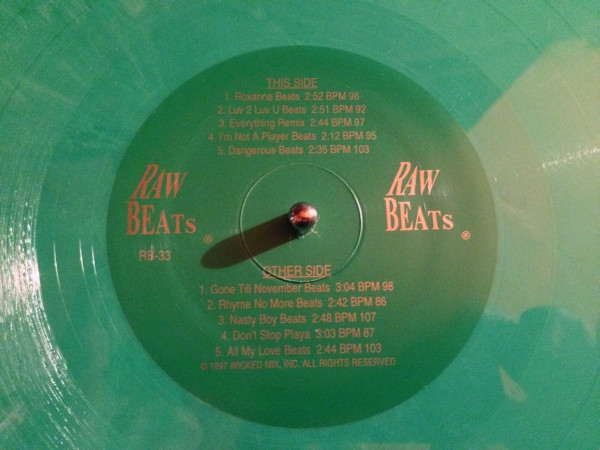 THIS SIDE
1. Roxanne Beats 2:52 BPM 98
2. Luv 2 Luv U Beats 2:51 BPM 92
3. Everything Remix 2:44 BPM 97
4. I'm Not A Player Beats 2:12 BPM 95
5. Dangerous Beats 2:35 BPM 103
RAW
BEATS ®
RAW
BEATS ®
RB-33
OTHER SIDE
1. Gone Till November Beats 3:04 BPM 98
2. Rhyme No More Beats 2:42 BPM 86
3. Nasty Boy Beats 2:48 BPM 107
4. Don't Stop Playa 3:03 BPM 87
5. All My Love Beats 2:44 BPM 103
© 1997 WICKED MIX, INC. ALL RIGHTS RESERVED